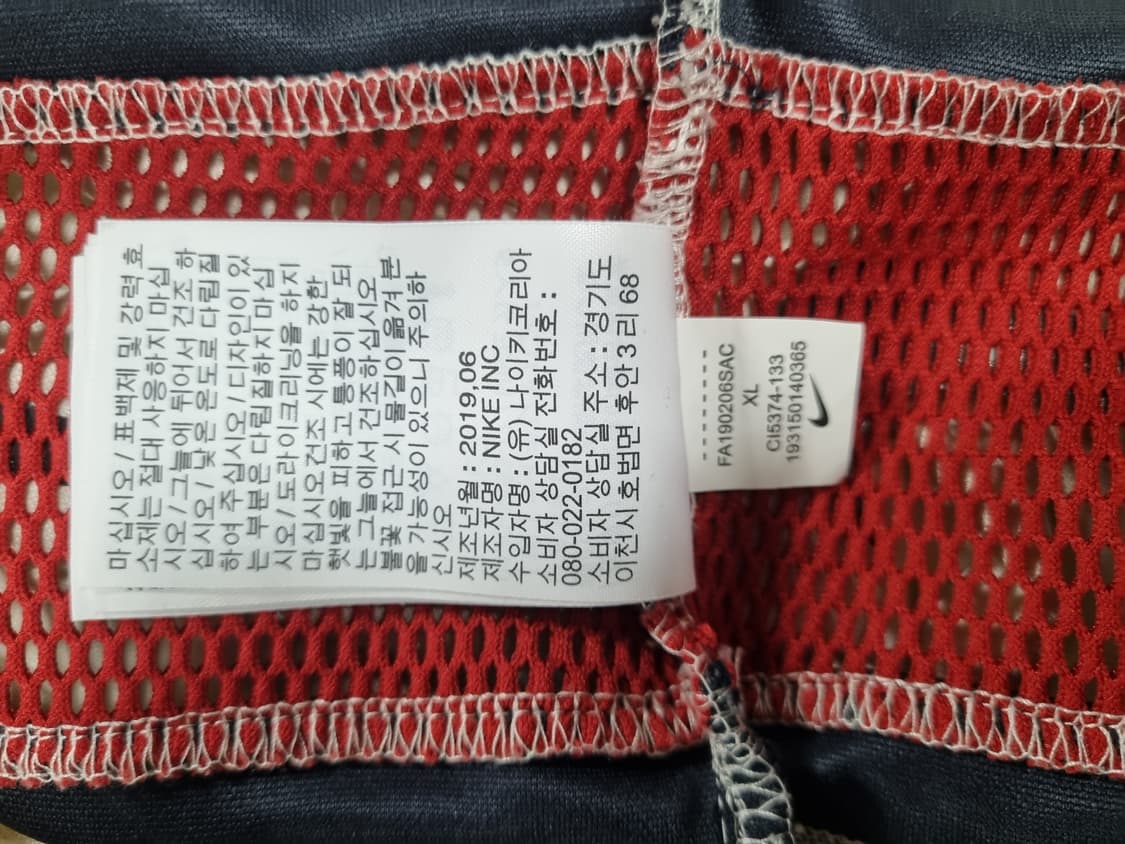 마 십시오 / 표백제 및 강력 효
소제는 절대 사용하지 마십
시오 / 그늘에 뉘어서 건조 하
십시오 / 낮은 온도로 다림질
하여 주 십시오 / 디자인이 있
는 부분은 다림 질하지 마십
시오 / 도라이크리닝을 하지
마 십시오건조 시에는 강한
햇빛을 피하고 통풍이 잘 되
는 그늘에서 건조하십시오
불꽃 접근 시 불길이 옮겨 붙
을 가능성이 있으니 주의하
신시오
제조년월 : 2019,06
제조자명 : NIKE INC
수입자명 : (유) 나이키코리아
소비자 상담실 전화번호 :
080-022-0182
소비자 상담실 주소 : 경기도
이천시 호법면 후안 3 리 68
--------
FA190206SAC
XL
CI5374-133
193150140365